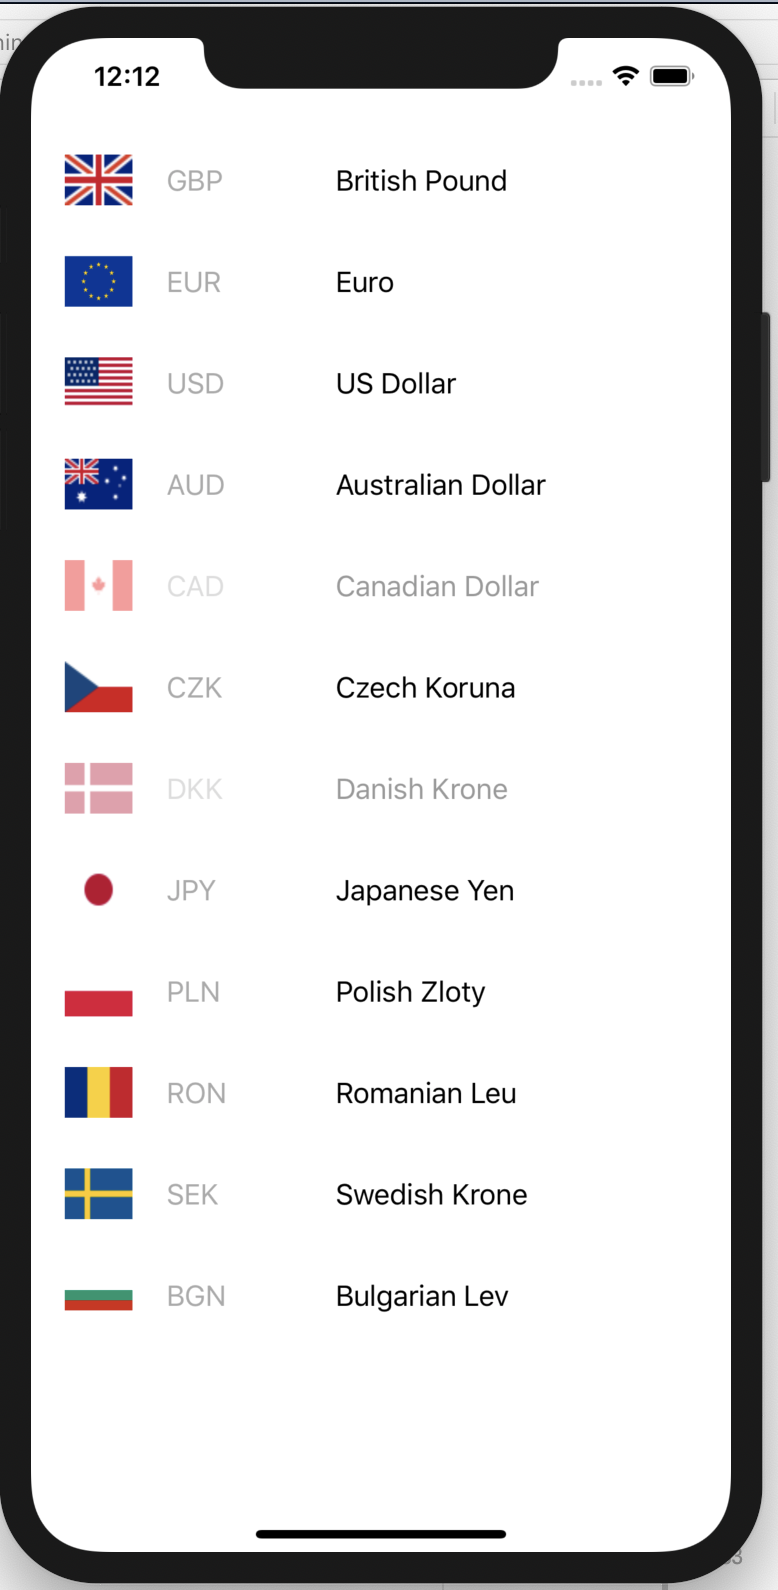 12:12
GBP British Pound
EUR Euro
USD US Dollar
AUD Australian Dollar
CAD Canadian Dollar
CZK Czech Koruna
DKK Danish Krone
JPY Japanese Yen
PLN Polish Zloty
RON Romanian Leu
SEK Swedish Krone
BGN Bulgarian Lev